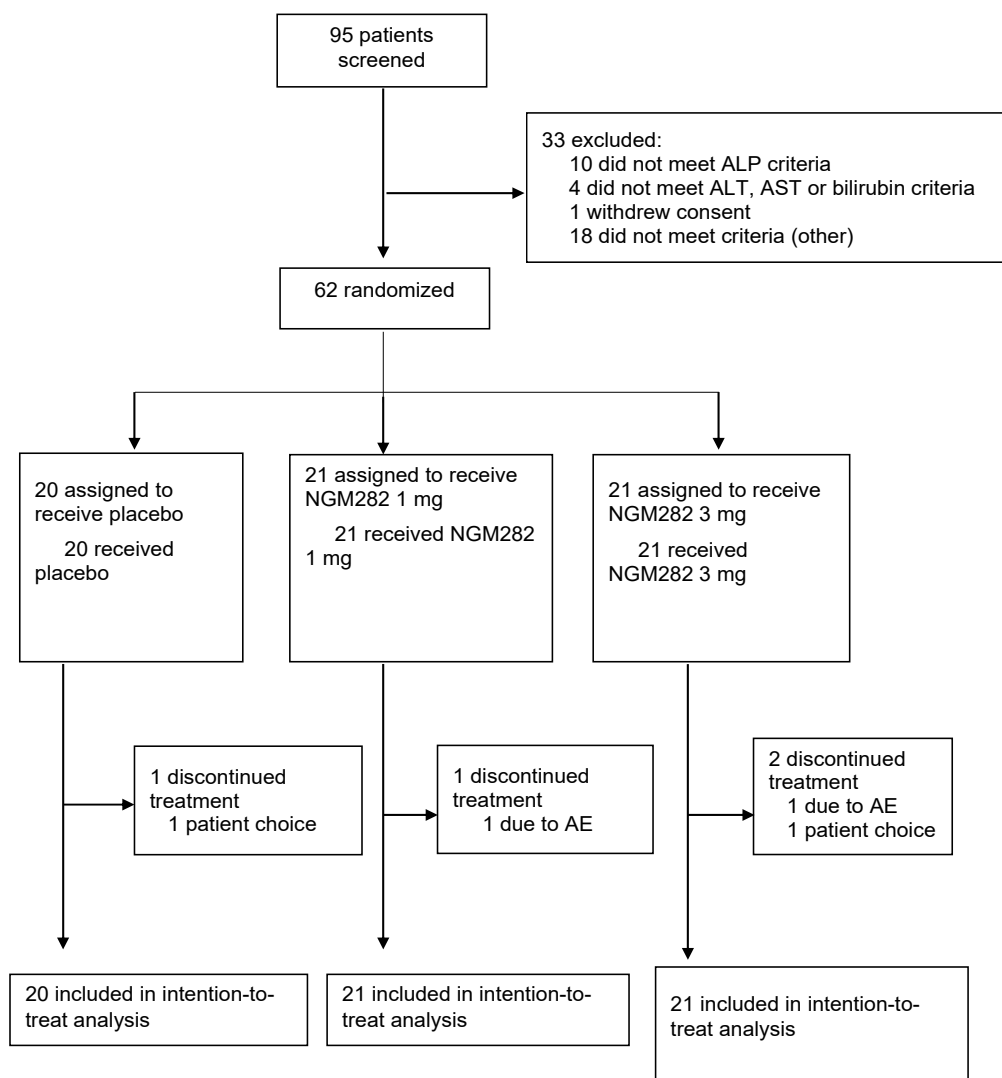 95 patients
screened
33 excluded:
10 did not meet ALP criteria
4 did not meet ALT, AST or bilirubin criteria
1 withdrew consent
18 did not meet criteria (other)
62 randomized
20 assigned to
receive placebo
20 received
placebo
21 assigned to receive
NGM282 1 mg
21 received NGM282
1 mg
21 assigned to receive
NGM282 3 mg
21 received
NGM282 3 mg
1 discontinued
treatment
1 patient choice
1 discontinued
treatment
1 due to AE
2 discontinued
treatment
1 due to AE
1 patient choice
20 included in intention-to-
treat analysis
21 included in intention-to-
treat analysis
21 included in intention-to-
treat analysis